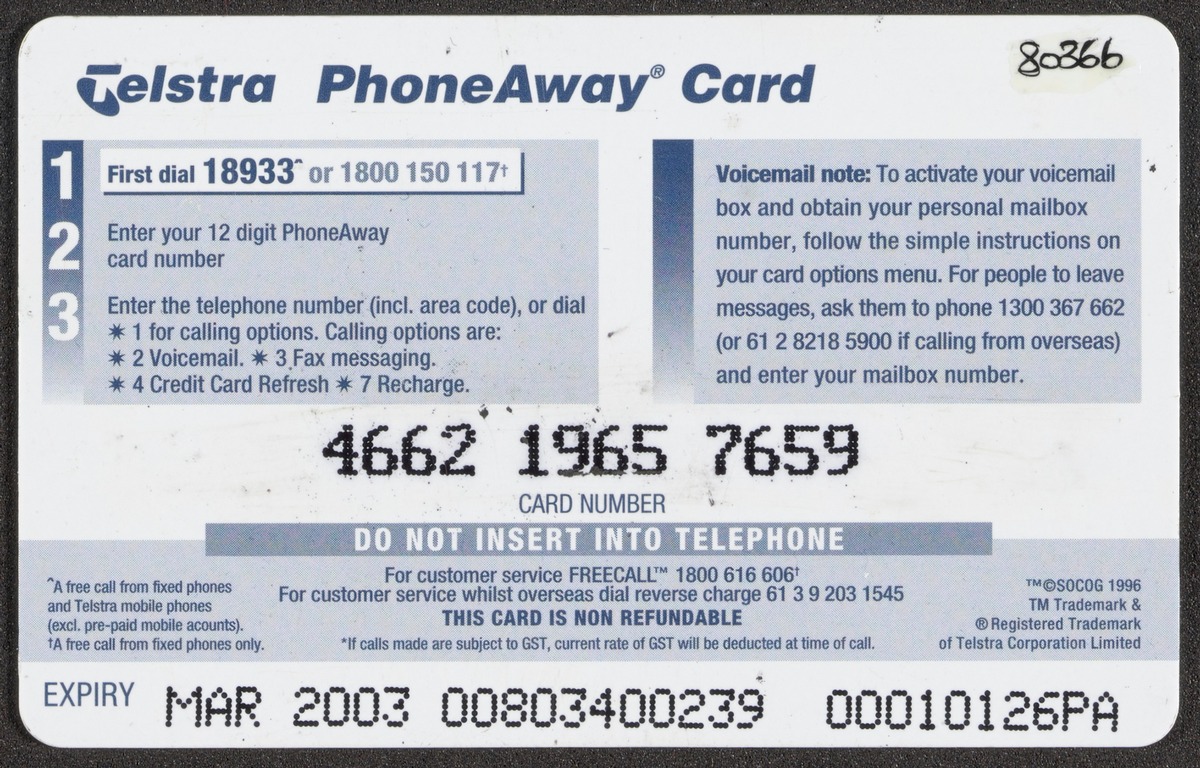 Telstra PhoneAway® Card
80366
1 First dial 18933^ or 1800 150 117†
2 Enter your 12 digit PhoneAway
card number
3 Enter the telephone number (incl. area code), or dial
✷ 1 for calling options. Calling options are:
✷ 2 Voicemail. ✷ 3 Fax messaging.
✷ 4 Credit Card Refresh ✷ 7 Recharge.
Voicemail note: To activate your voicemail
box and obtain your personal mailbox
number, follow the simple instructions on
your card options menu. For people to leave
messages, ask them to phone 1300 367 662
(or 61 2 8218 5900 if calling from overseas)
and enter your mailbox number.
4662 1965 7659
CARD NUMBER
DO NOT INSERT INTO TELEPHONE
^A free call from fixed phones
and Telstra mobile phones
(excl. pre-paid mobile acounts).
†A free call from fixed phones only.
For customer service FREECALL™ 1800 616 606†
For customer service whilst overseas dial reverse charge 61 3 9 203 1545
THIS CARD IS NON REFUNDABLE
*If calls made are subject to GST, current rate of GST will be deducted at time of call.
™©SOCOG 1996
TM Trademark &
® Registered Trademark
of Telstra Corporation Limited
EXPIRY MAR 2003 00803400239 00010126PA